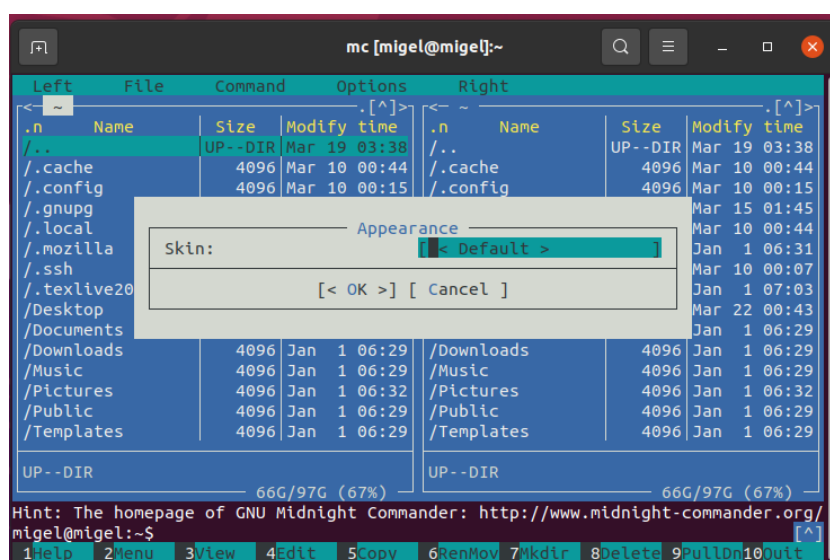 mc [migel@migel]:~
Left File Command Options Right
<— ~ .[^]> <— ~ .[^]>
.n Name Size Modify time .n Name Size Modify time
/.. UP--DIR Mar 19 03:38 /.. UP--DIR Mar 19 03:38
/.cache 4096 Mar 10 00:44 /.cache 4096 Mar 10 00:44
/.config 4096 Mar 10 00:15 /.config 4096 Mar 10 00:15
/.gnupg Mar 15 01:45
/.local Appearance Mar 10 00:44
/.mozilla Skin: [ < Default > ] Jan 1 06:31
/.ssh Mar 10 00:07
/.texlive20 [< OK >] [ Cancel ] Jan 1 07:03
/Desktop Mar 22 00:43
/Documents Jan 1 06:29
/Downloads 4096 Jan 1 06:29 /Downloads 4096 Jan 1 06:29
/Music 4096 Jan 1 06:29 /Music 4096 Jan 1 06:29
/Pictures 4096 Jan 1 06:32 /Pictures 4096 Jan 1 06:32
/Public 4096 Jan 1 06:29 /Public 4096 Jan 1 06:29
/Templates 4096 Jan 1 06:29 /Templates 4096 Jan 1 06:29
UP--DIR UP--DIR
66G/97G (67%) 66G/97G (67%)
Hint: The homepage of GNU Midnight Commander: http://www.midnight-commander.org/
migel@migel:~$ [^]
1Help 2Menu 3View 4Edit 5Copy 6RenMov 7Mkdir 8Delete 9PullDn 10Quit